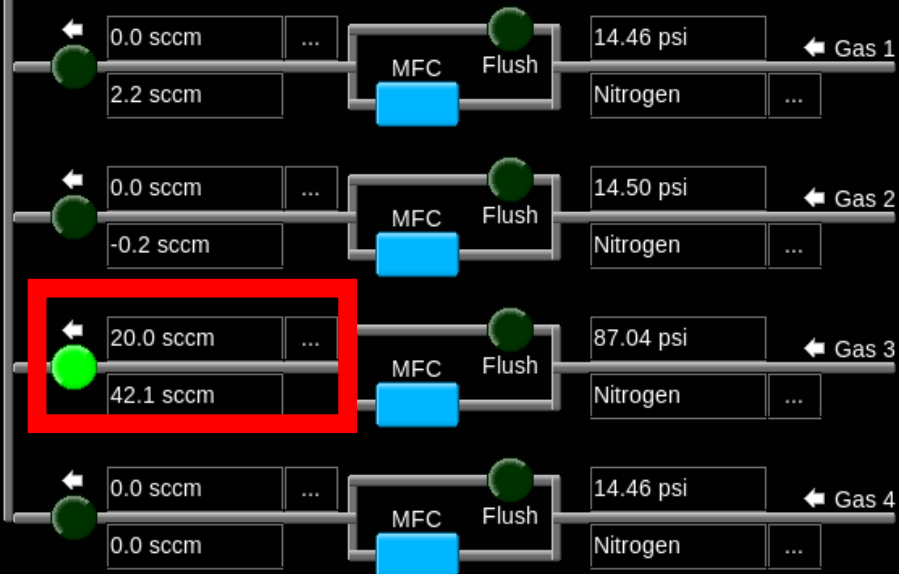 0.0 sccm ... MFC Flush 14.46 psi Gas 1
2.2 sccm Nitrogen ...
0.0 sccm ... MFC Flush 14.50 psi Gas 2
-0.2 sccm Nitrogen ...
20.0 sccm ... MFC Flush 87.04 psi Gas 3
42.1 sccm Nitrogen ...
0.0 sccm ... MFC Flush 14.46 psi Gas 4
0.0 sccm Nitrogen ...